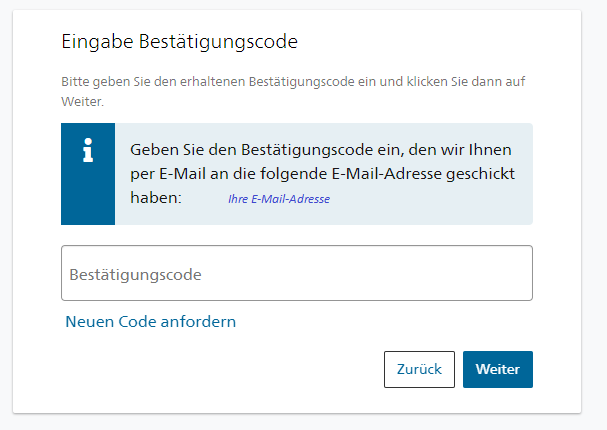 Eingabe Bestätigungscode
Bitte geben Sie den erhaltenen Bestätigungscode ein und klicken Sie dann auf
Weiter.
Geben Sie den Bestätigungscode ein, den wir Ihnen
per E-Mail an die folgende E-Mail-Adresse geschickt
haben: Ihre E-Mail-Adresse
Bestätigungscode
Neuen Code anfordern
Zurück Weiter